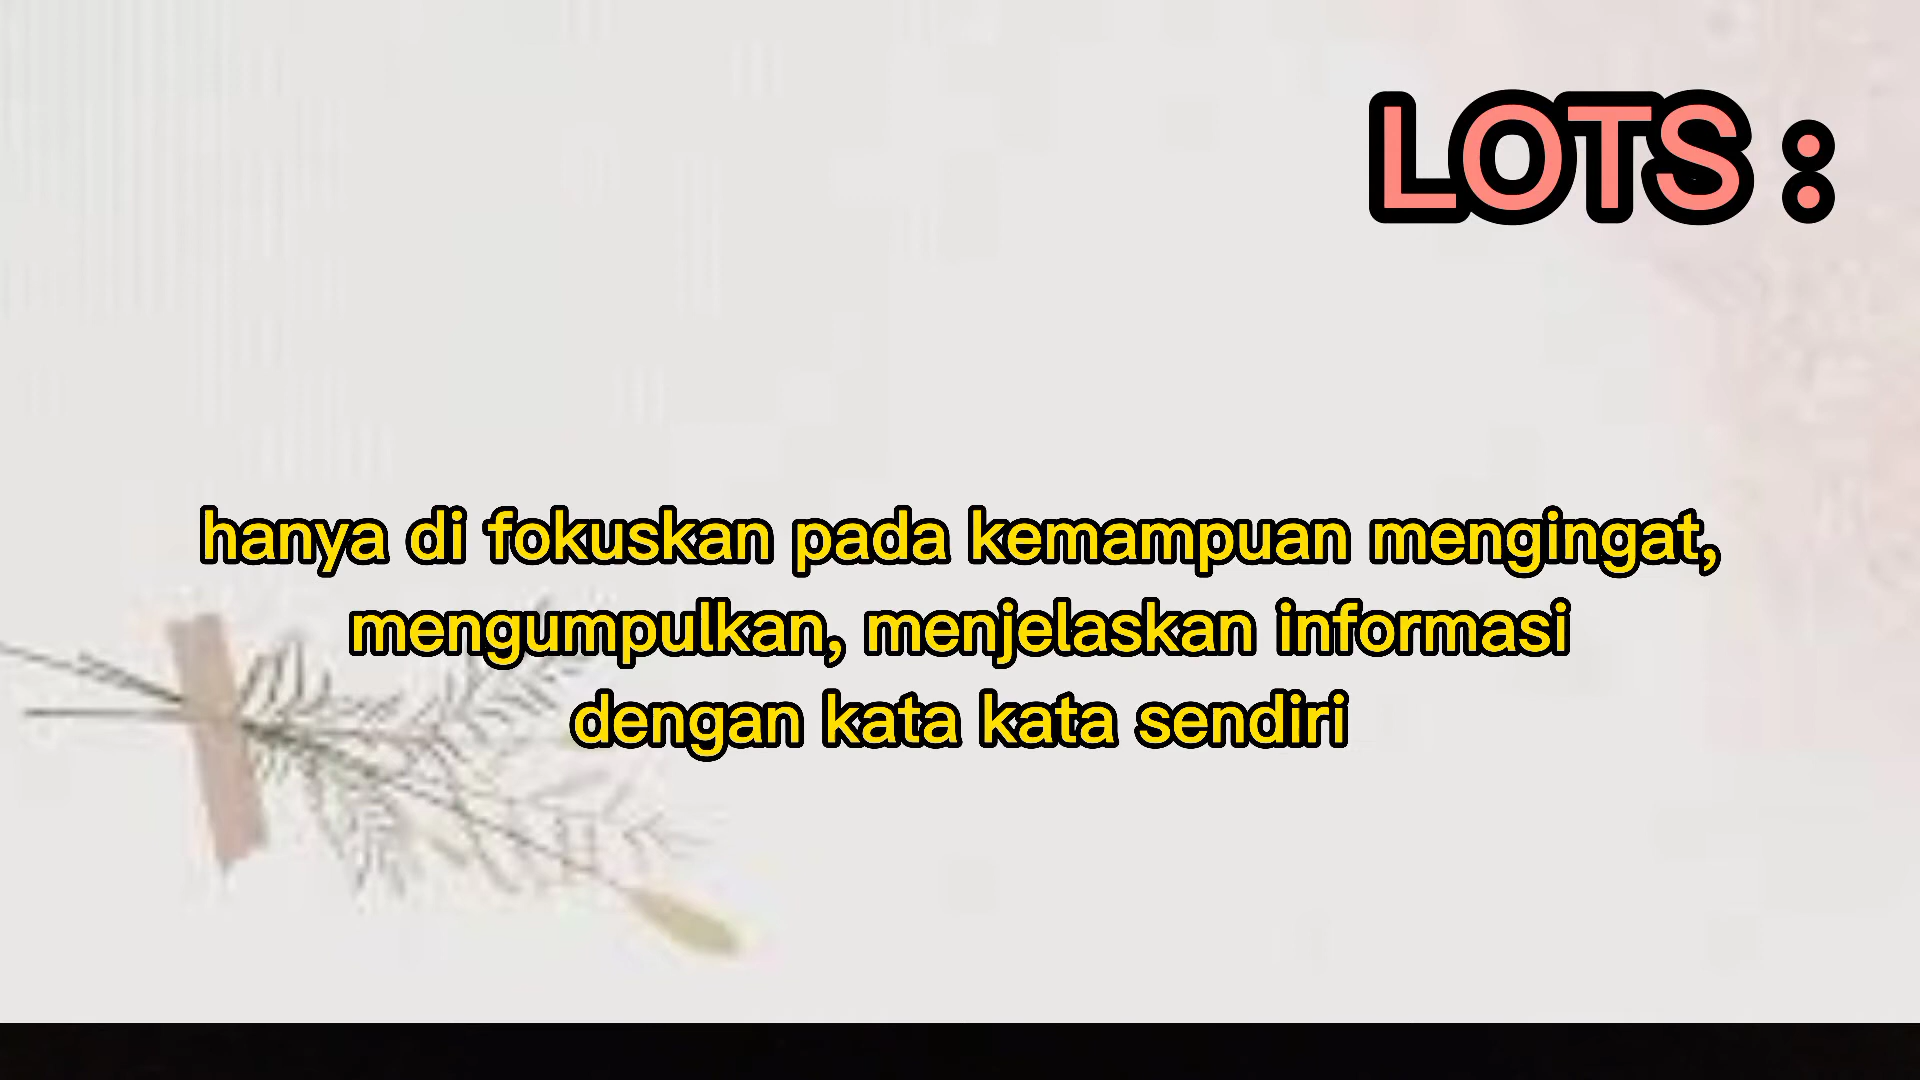 LOTS :
hanya di fokuskan pada kemampuan mengingat,
mengumpulkan, menjelaskan informasi
dengan kata kata sendiri